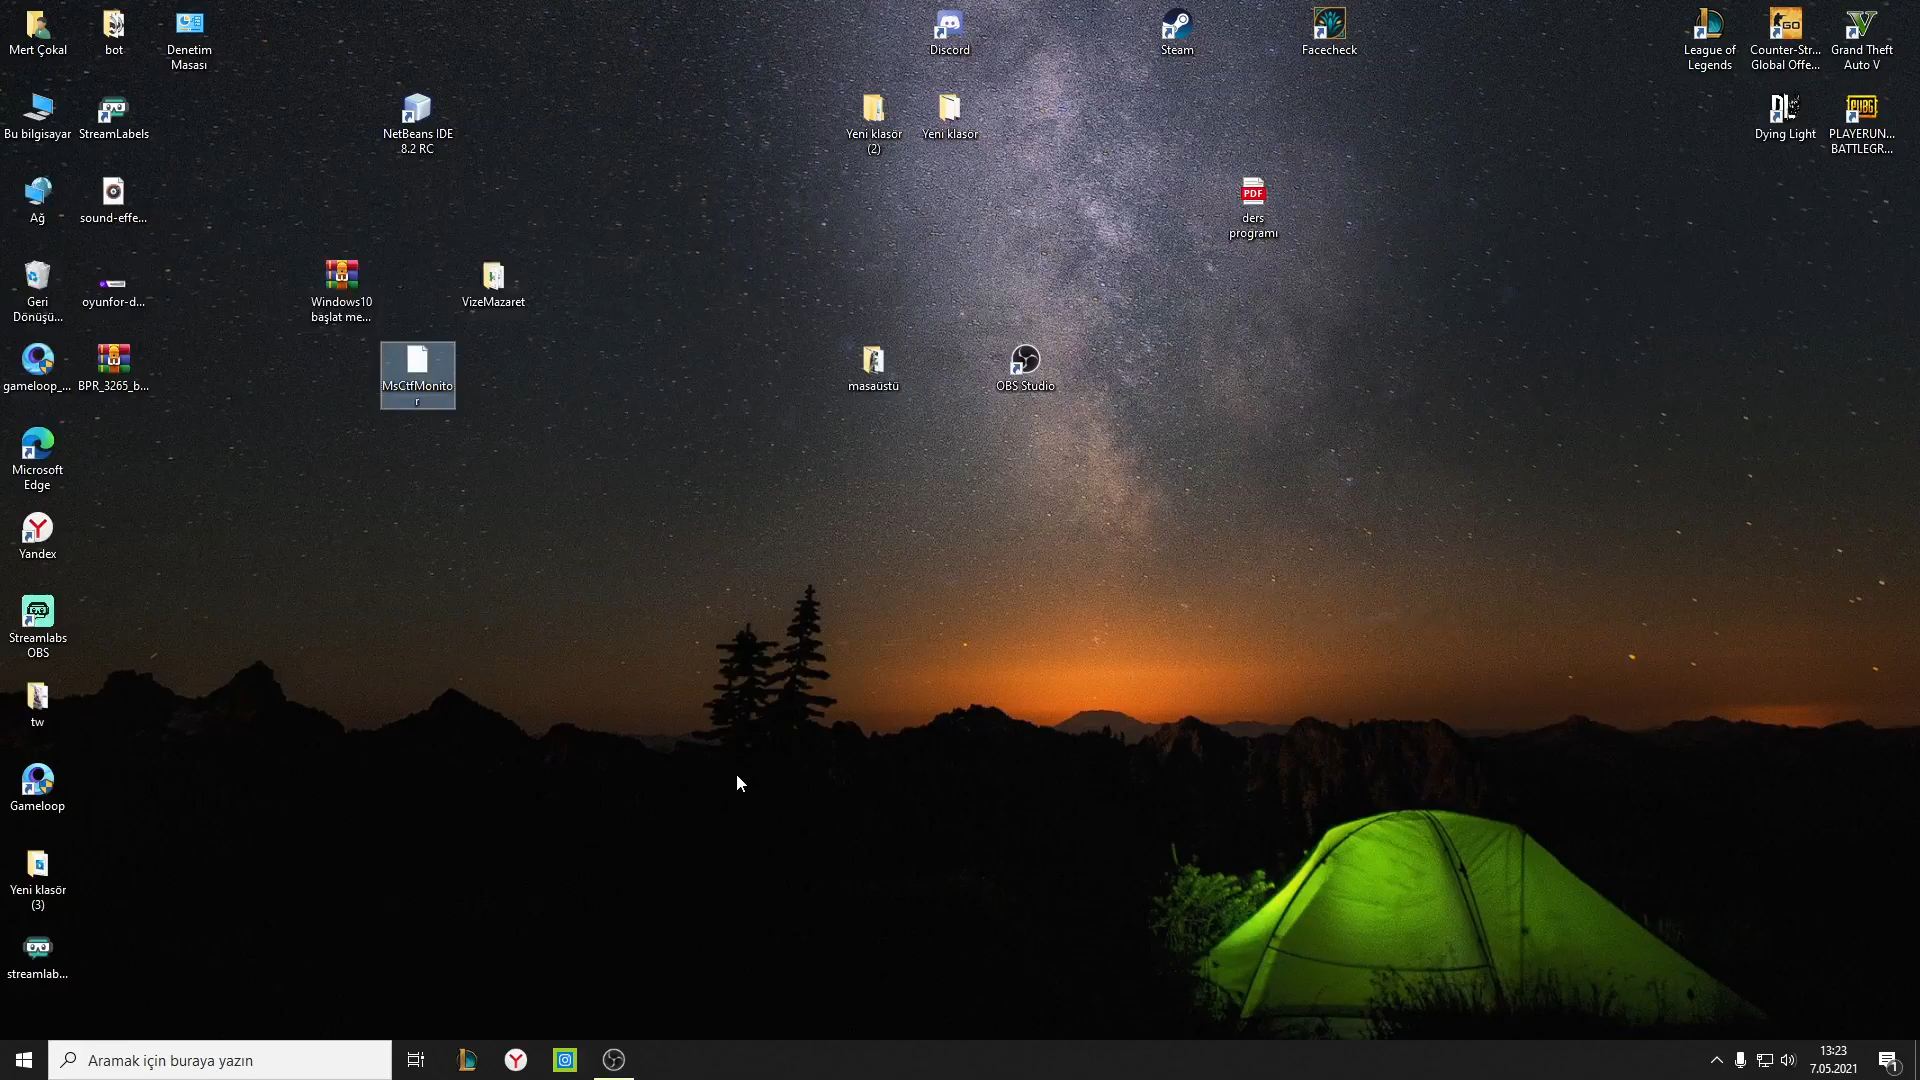 Mert Çokal
bot
Denetim
Masası
Discord
Steam
Facecheck
League of
Legends
Counter-Str...
Global Offe...
Grand Theft
Auto V
Bu bilgisayar
StreamLabels
NetBeans IDE
8.2 RC
Yeni klasör
(2)
Yeni klasör
Dying Light
PLAYERUN...
BATTLEGR...
Ağ
sound-effe...
PDF
ders
programı
Geri
Dönüşü...
oyunfor-d...
Windows10
başlat me...
VizeMazaret
gameloop_...
BPR_3265_b...
MsCtfMonito
r
masaüstü
OBS Studio
Microsoft
Edge
Yandex
Streamlabs
OBS
tw
Gameloop
Yeni klasör
(3)
streamlab...
Aramak için buraya yazın
13:23
7.05.2021
1